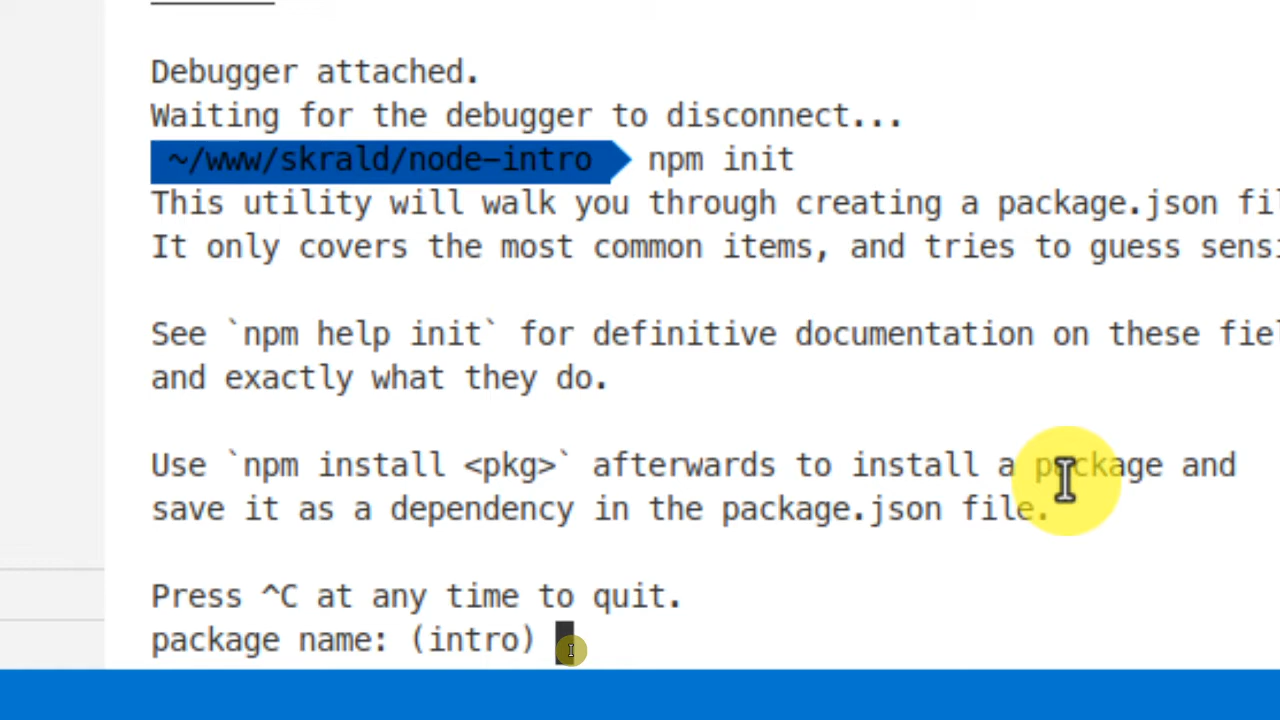 Debugger attached.
Waiting for the debugger to disconnect...
~/www/skrald/node-intro npm init
This utility will walk you through creating a package.json fil
It only covers the most common items, and tries to guess sensi
See `npm help init` for definitive documentation on these fiel
and exactly what they do.
Use `npm install <pkg>` afterwards to install a package and
save it as a dependency in the package.json file.
Press ^C at any time to quit.
package name: (intro)